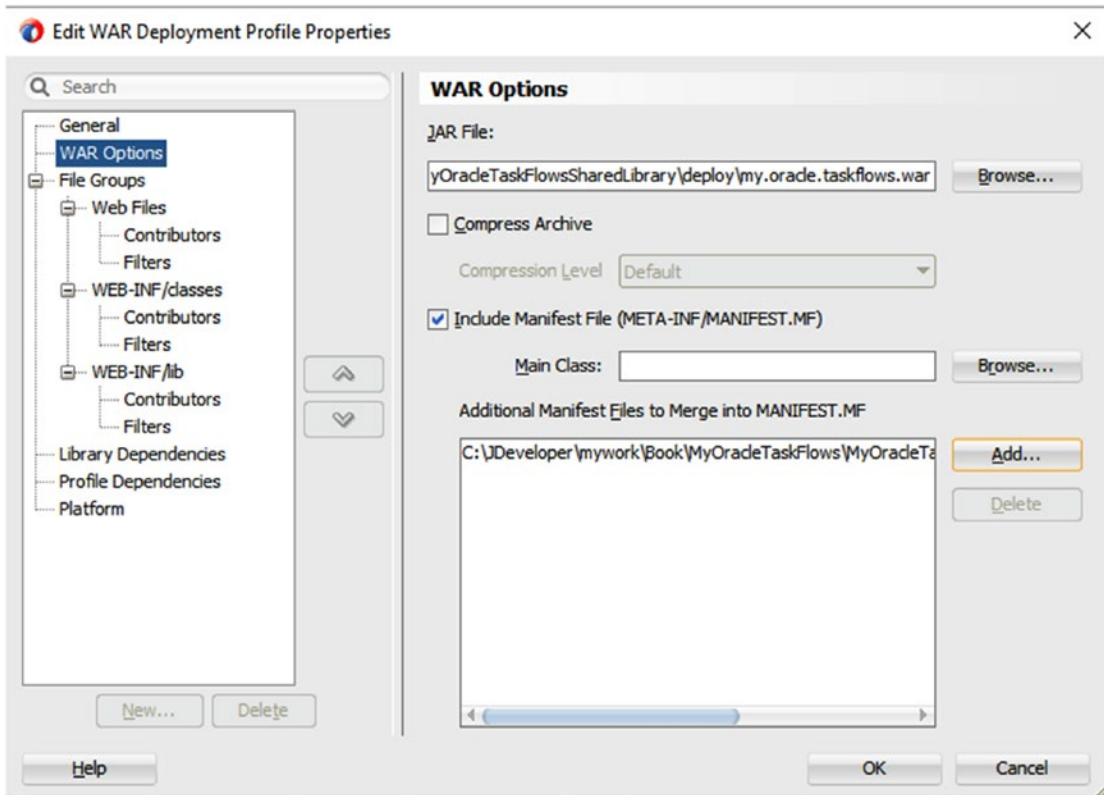 Edit WAR Deployment Profile Properties
Search
General
WAR Options
File Groups
Web Files
Contributors
Filters
WEB-INF/classes
Contributors
Filters
WEB-INF/lib
Contributors
Filters
Library Dependencies
Profile Dependencies
Platform
New... Delete
WAR Options
JAR File:
yOracleTaskFlowsSharedLibrary\deploy\my.oracle.taskflows.war Browse...
Compress Archive
Compression Level Default
Include Manifest File (META-INF/MANIFEST.MF)
Main Class: Browse...
Additional Manifest Files to Merge into MANIFEST.MF
C:\JDeveloper\mywork\Book\MyOracleTaskFlows\MyOracleTa Add...
Delete
Help OK Cancel